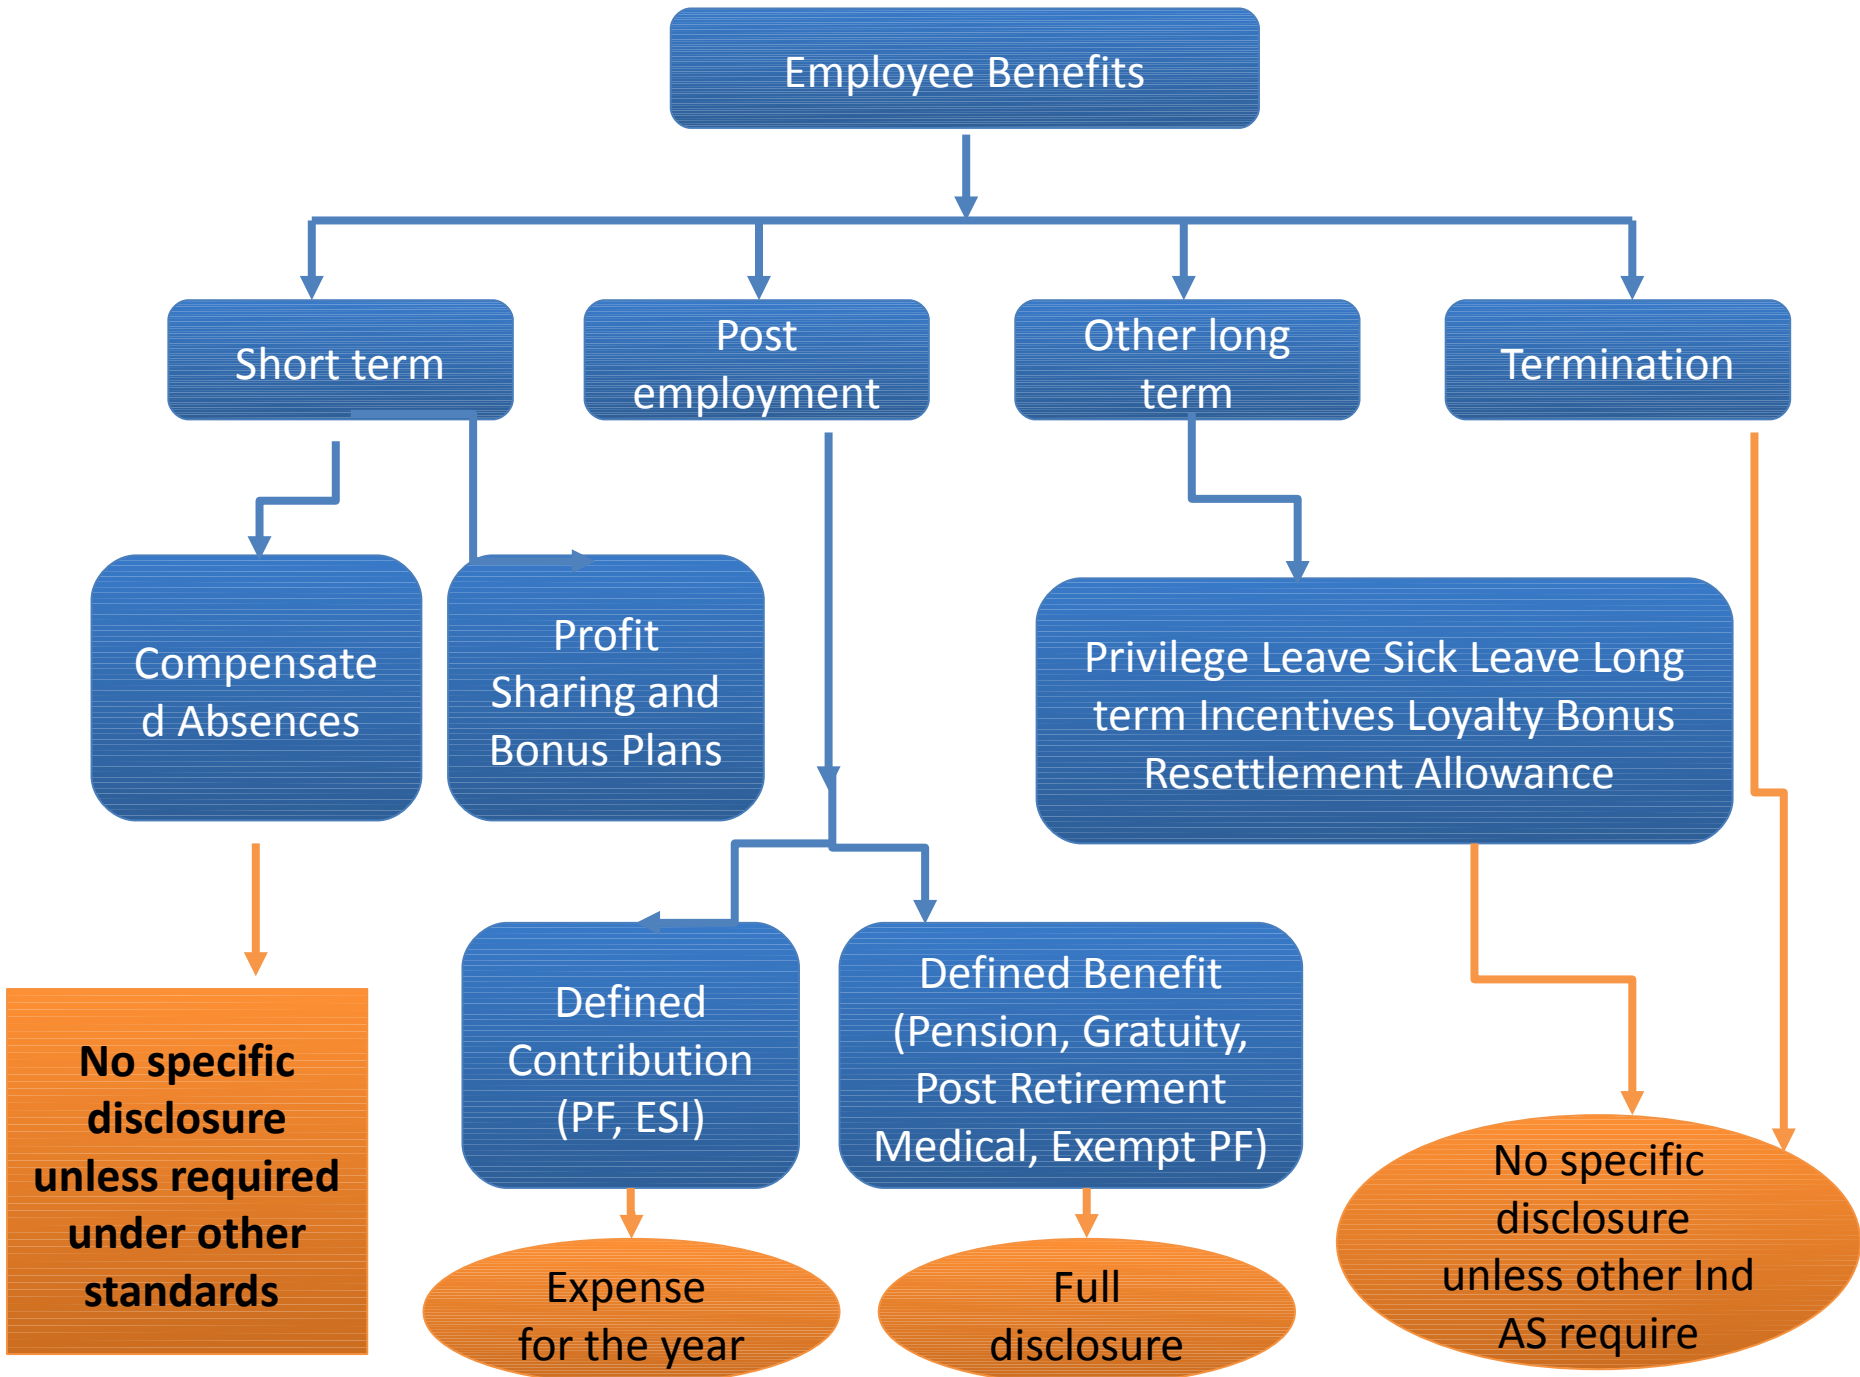 Employee Benefits
Short term
Post
employment
Other long
term
Termination
Compensate
d Absences
Profit
Sharing and
Bonus Plans
Privilege Leave Sick Leave Long
term Incentives Loyalty Bonus
Resettlement Allowance
Defined
Contribution
(PF, ESI)
Defined Benefit
(Pension, Gratuity,
Post Retirement
Medical, Exempt PF)
No specific
disclosure
unless required
under other
standards
Expense
for the year
Full
disclosure
No specific
disclosure
unless other Ind
AS require